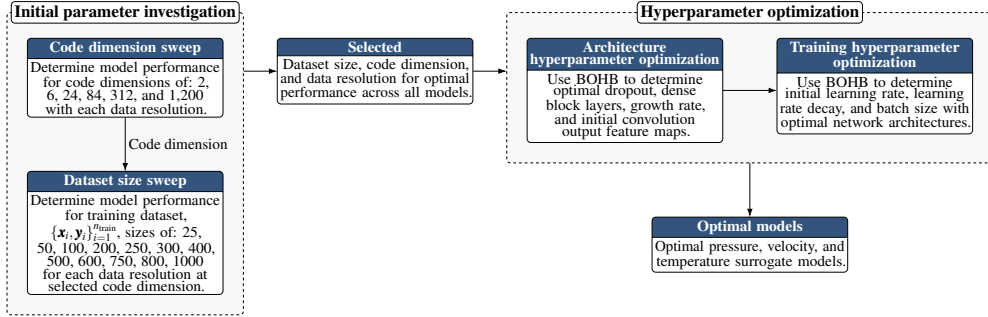 Initial parameter investigation
Code dimension sweep
Determine model performance
for code dimensions of: 2,
6, 24, 84, 312, and 1,200
with each data resolution.
Code dimension
Dataset size sweep
Determine model performance
for training dataset,
{𝒙ᵢ, 𝒚ᵢ}ᵢ₌₁ⁿᵗʳᵃⁱⁿ, sizes of: 25,
50, 100, 200, 250, 300, 400,
500, 600, 750, 800, 1000
for each data resolution at
selected code dimension.
Selected
Dataset size, code dimension,
and data resolution for optimal
performance across all models.
Hyperparameter optimization
Architecture
hyperparameter optimization
Use BOHB to determine
optimal dropout, dense
block layers, growth rate,
and initial convolution
output feature maps.
Training hyperparameter
optimization
Use BOHB to determine
initial learning rate, learning
rate decay, and batch size with
optimal network architectures.
Optimal models
Optimal pressure, velocity, and
temperature surrogate models.